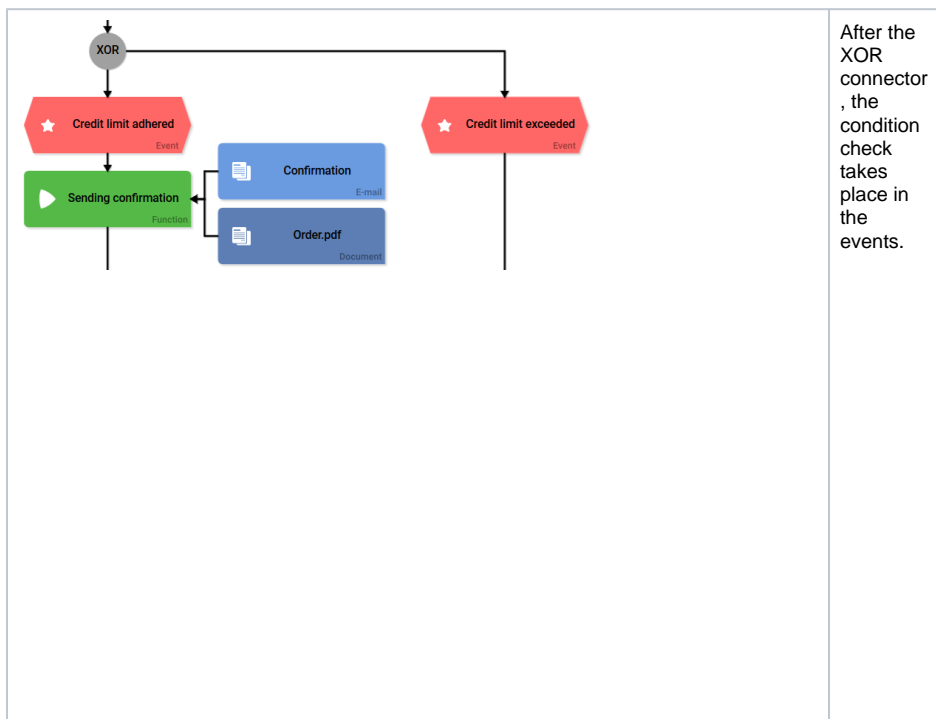 XOR
Credit limit adhered
Event
Credit limit exceeded
Event
Sending confirmation
Function
Confirmation
E-mail
Order.pdf
Document
After the
XOR
connector
, the
condition
check
takes
place in
the
events.